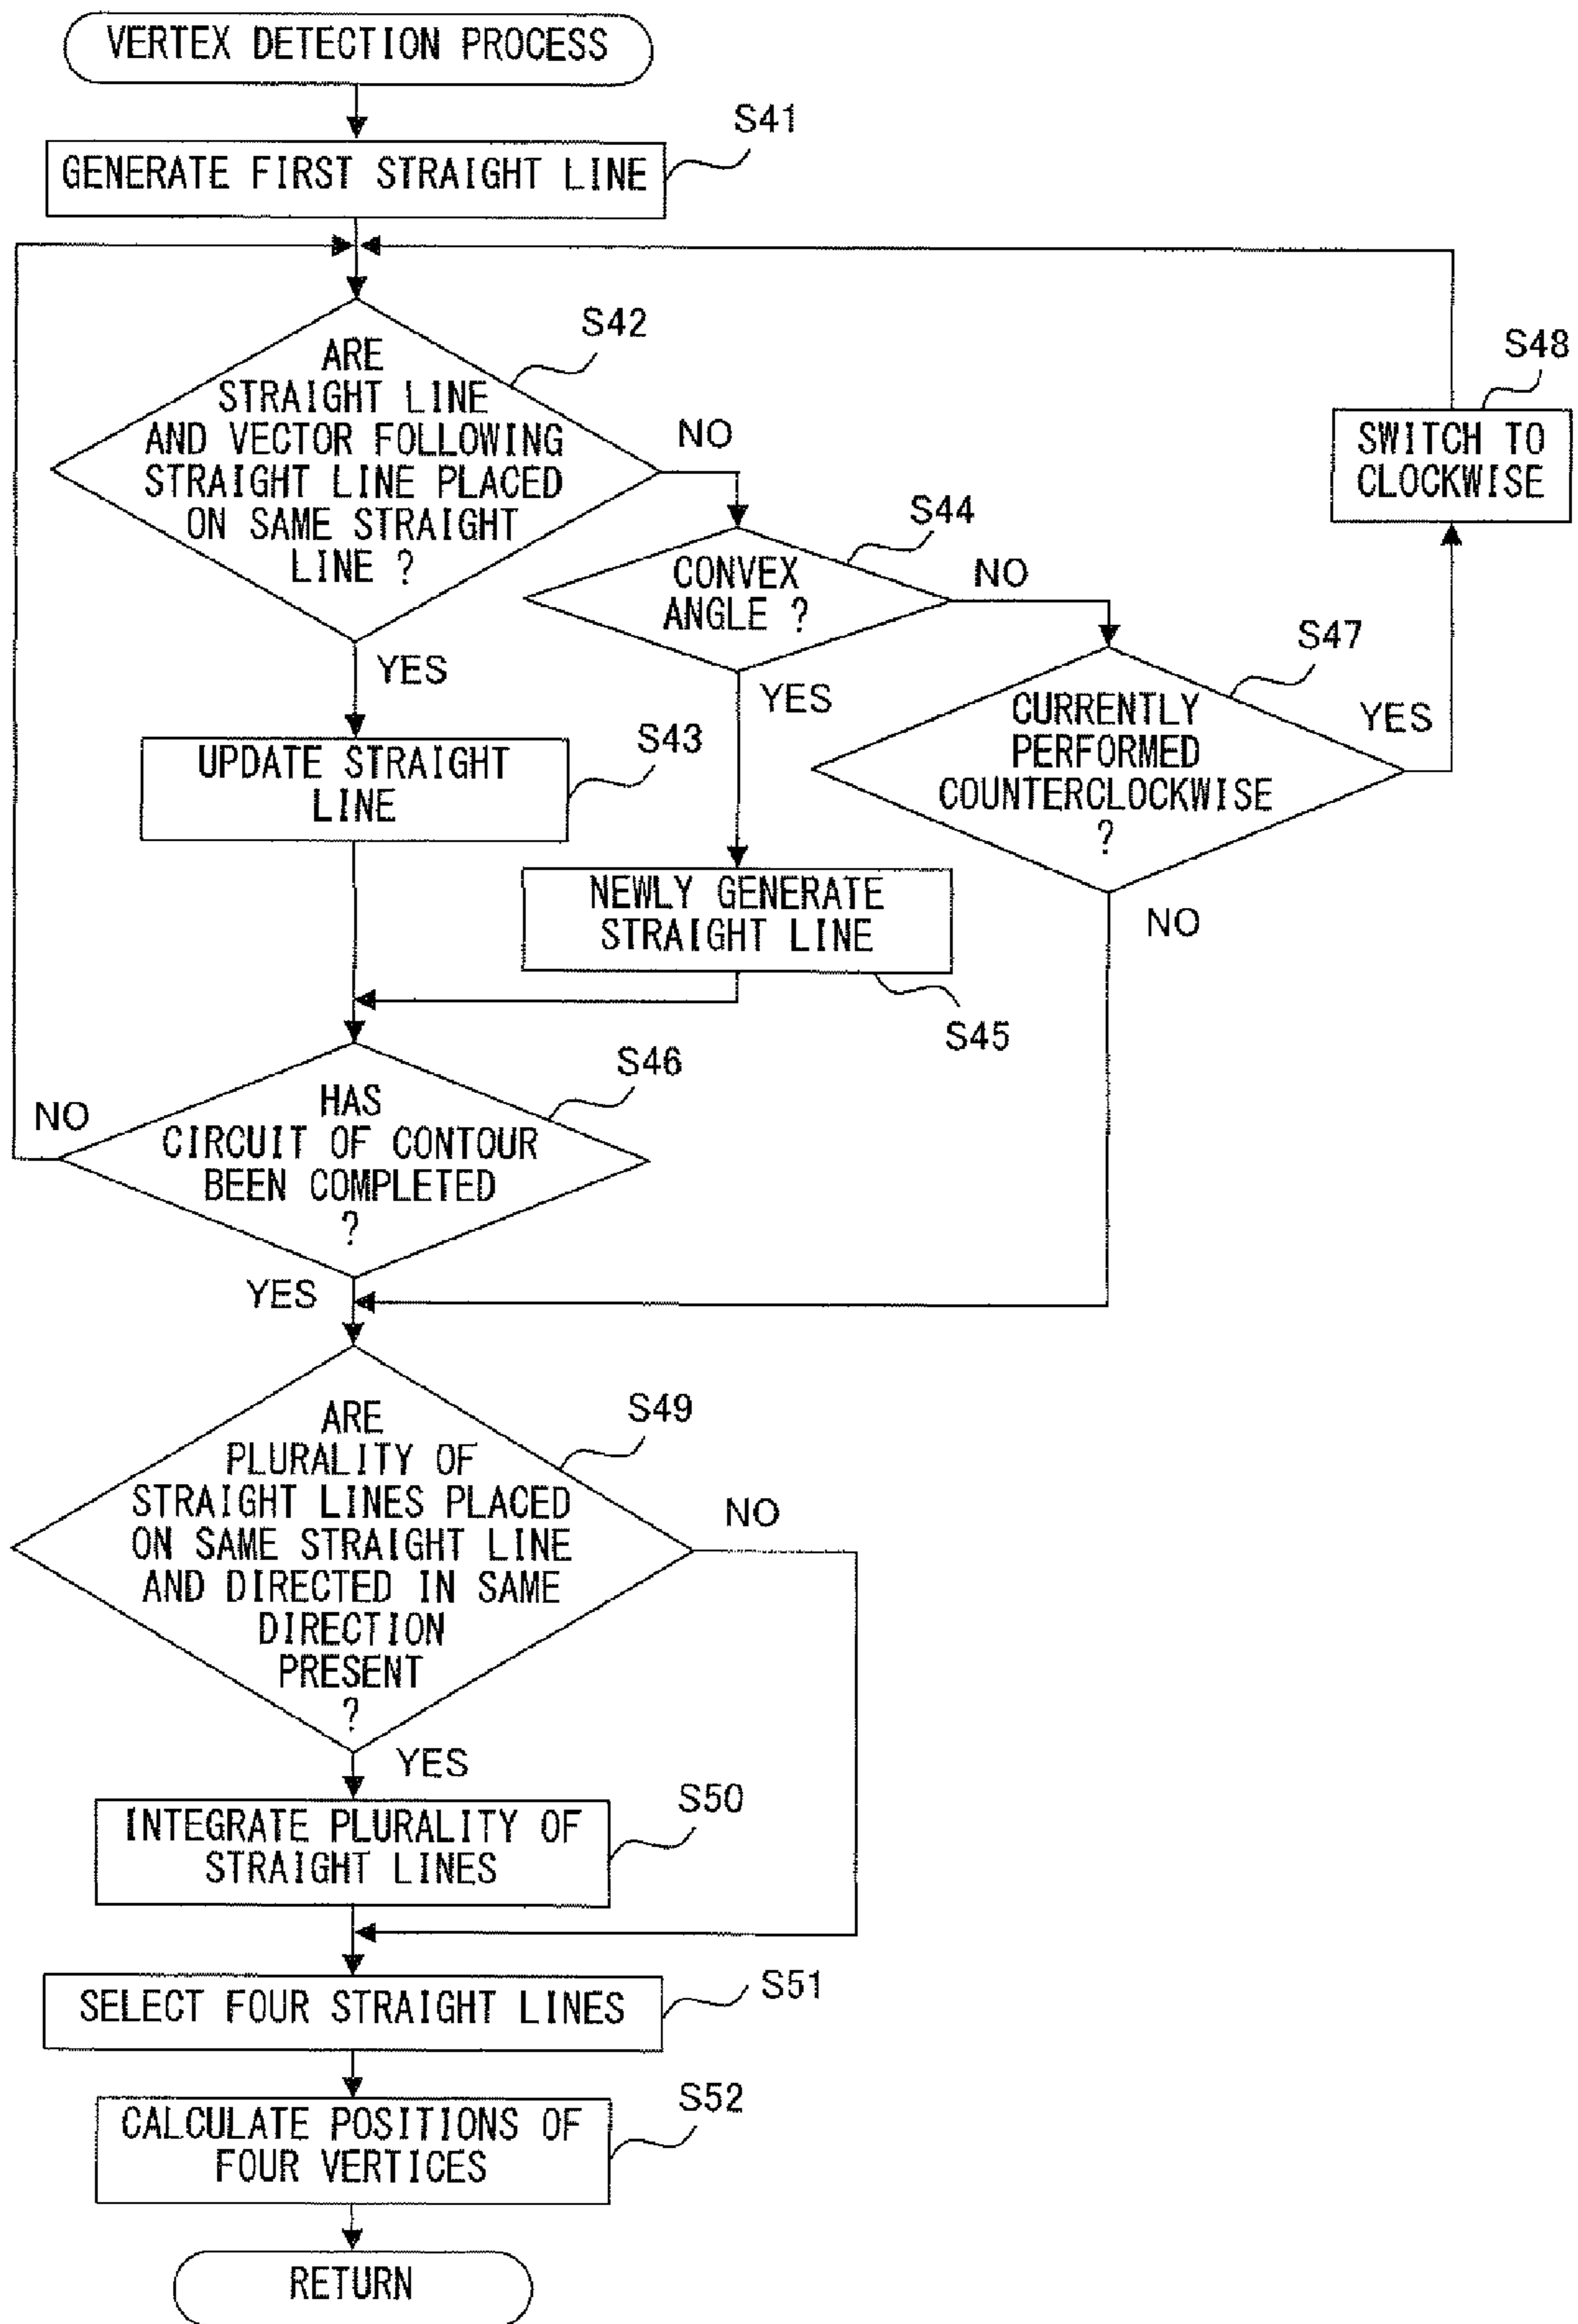 VERTEX DETECTION PROCESS
S41
GENERATE FIRST STRAIGHT LINE
S42
ARE
STRAIGHT LINE
AND VECTOR FOLLOWING
STRAIGHT LINE PLACED
ON SAME STRAIGHT
LINE ?
NO
YES
S48
SWITCH TO
CLOCKWISE
S44
CONVEX
ANGLE ?
NO
YES
S47
CURRENTLY
PERFORMED
COUNTERCLOCKWISE
?
YES
NO
S43
UPDATE STRAIGHT
LINE
NEWLY GENERATE
STRAIGHT LINE
S45
S46
HAS
CIRCUIT OF CONTOUR
BEEN COMPLETED
?
NO
YES
S49
ARE
PLURALITY OF
STRAIGHT LINES PLACED
ON SAME STRAIGHT LINE
AND DIRECTED IN SAME
DIRECTION
PRESENT
?
NO
YES
S50
INTEGRATE PLURALITY OF
STRAIGHT LINES
S51
SELECT FOUR STRAIGHT LINES
S52
CALCULATE POSITIONS OF
FOUR VERTICES
RETURN